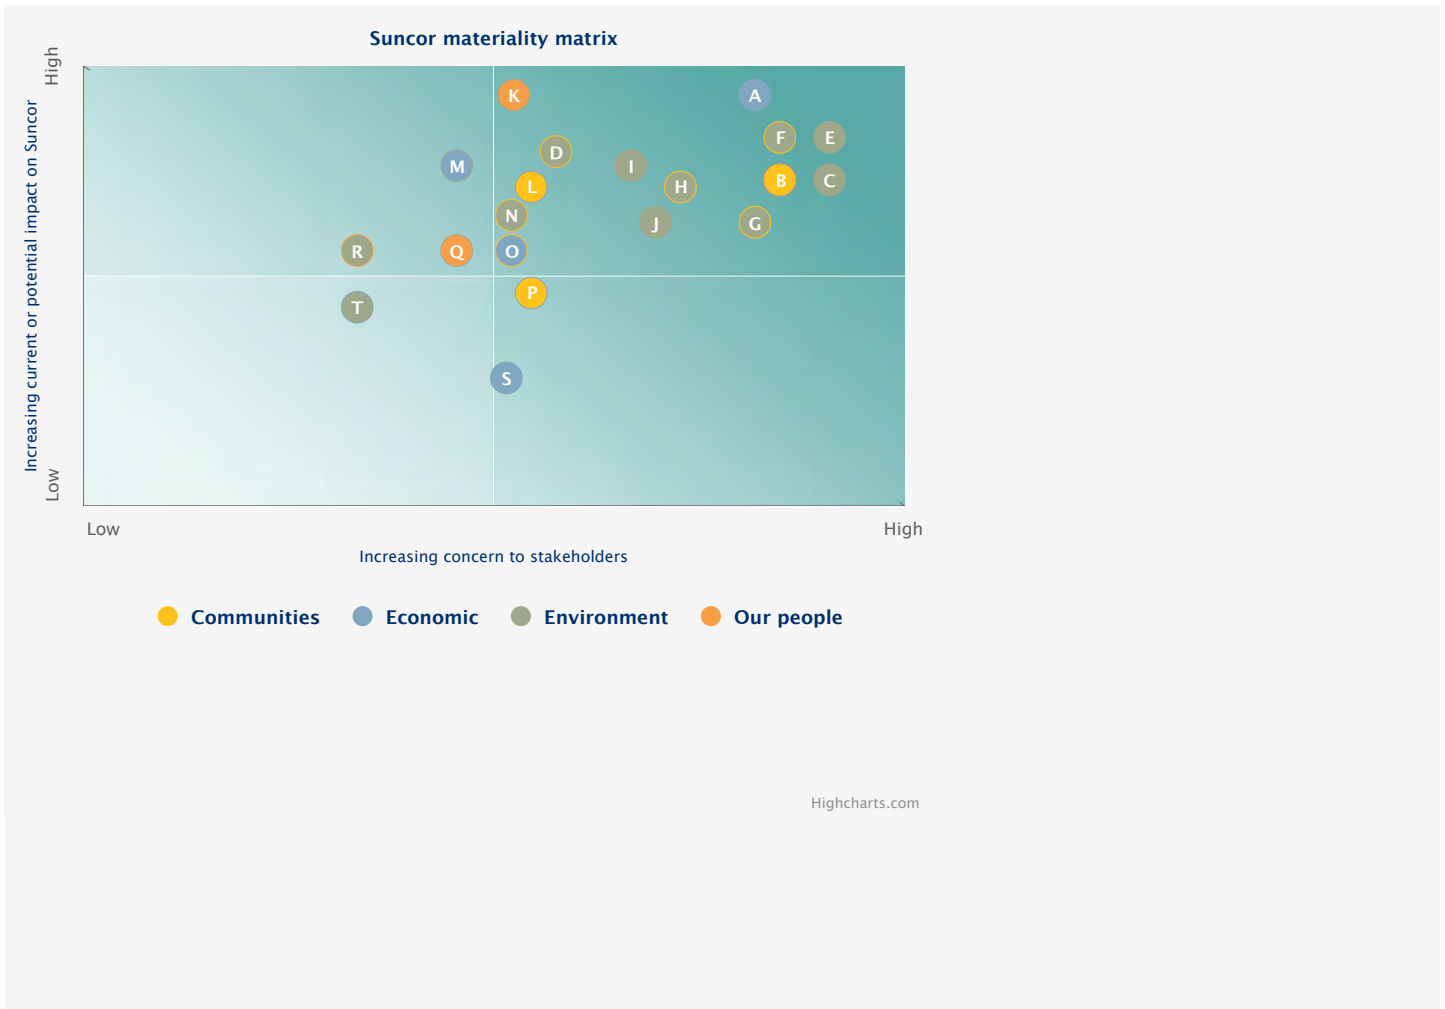 Suncor materiality matrix
High
Increasing current or potential impact on Suncor
Low
K
A
F
E
D
M
I
B
C
L
H
N
J
G
R
Q
O
P
T
S
Low
High
Increasing concern to stakeholders
Communities
Economic
Environment
Our people
Highcharts.com